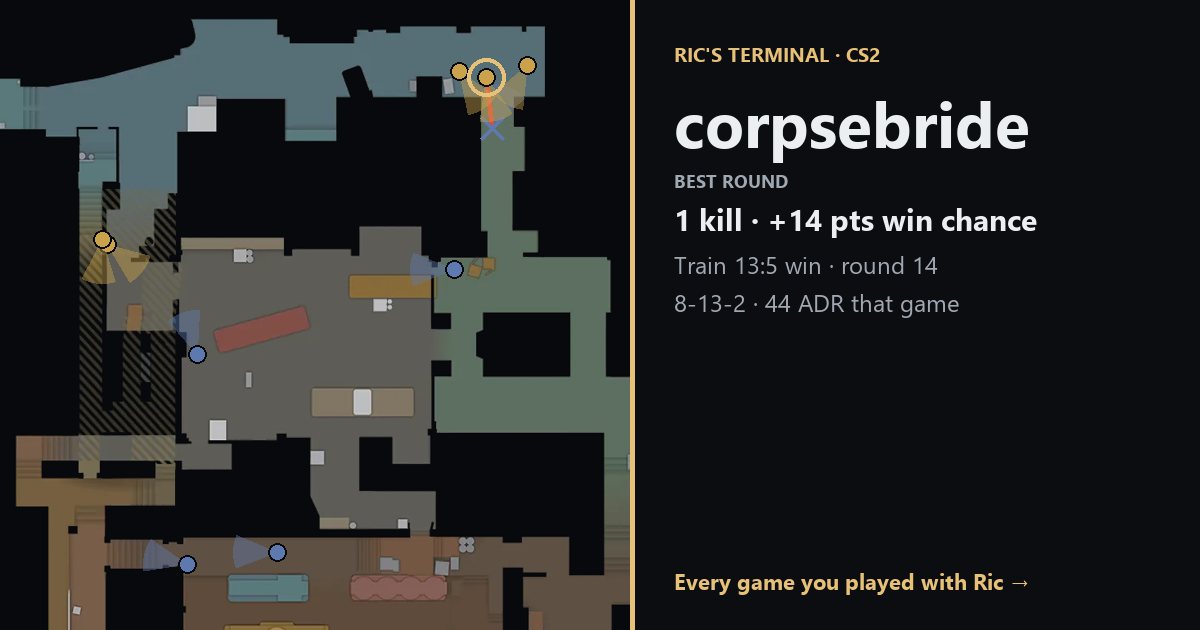 RIC'S TERMINAL · CS2
corpsebride
BEST ROUND
1 kill · +14 pts win chance
Train 13:5 win · round 14
8-13-2 · 44 ADR that game
Every game you played with Ric →